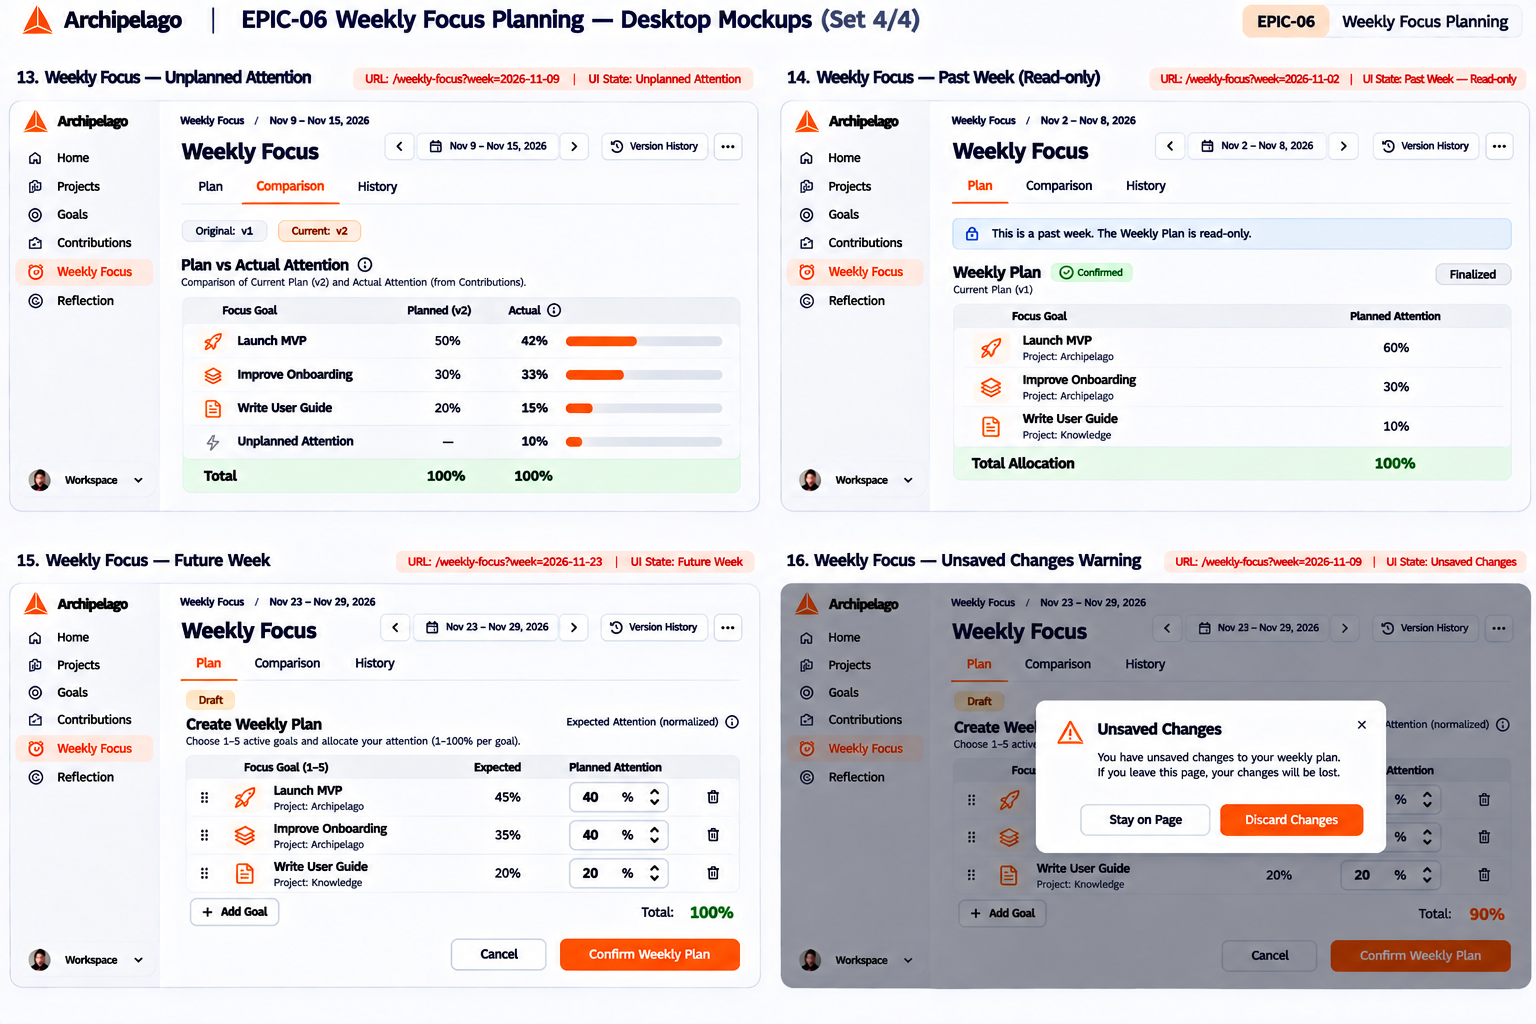 Archipelago | EPIC-06 Weekly Focus Planning — Desktop Mockups (Set 4/4)
EPIC-06 Weekly Focus Planning
13. Weekly Focus — Unplanned Attention
URL: /weekly-focus?week=2026-11-09 | UI State: Unplanned Attention
Archipelago
Home
Projects
Goals
Contributions
Weekly Focus
Reflection
Workspace
Weekly Focus / Nov 9 – Nov 15, 2026
Weekly Focus
Nov 9 – Nov 15, 2026
Version History
Plan Comparison History
Original: v1 Current: v2
Plan vs Actual Attention
Comparison of Current Plan (v2) and Actual Attention (from Contributions).
Focus Goal Planned (v2) Actual
Launch MVP 50% 42%
Improve Onboarding 30% 33%
Write User Guide 20% 15%
Unplanned Attention — 10%
Total 100% 100%
14. Weekly Focus — Past Week (Read-only)
URL: /weekly-focus?week=2026-11-02 | UI State: Past Week — Read-only
Archipelago
Home
Projects
Goals
Contributions
Weekly Focus
Reflection
Workspace
Weekly Focus / Nov 2 – Nov 8, 2026
Weekly Focus
Nov 2 – Nov 8, 2026
Version History
Plan Comparison History
This is a past week. The Weekly Plan is read-only.
Weekly Plan Confirmed
Finalized
Current Plan (v1)
Focus Goal Planned Attention
Launch MVP
Project: Archipelago
60%
Improve Onboarding
Project: Archipelago
30%
Write User Guide
Project: Knowledge
10%
Total Allocation 100%
15. Weekly Focus — Future Week
URL: /weekly-focus?week=2026-11-23 | UI State: Future Week
Archipelago
Home
Projects
Goals
Contributions
Weekly Focus
Reflection
Workspace
Weekly Focus / Nov 23 – Nov 29, 2026
Weekly Focus
Nov 23 – Nov 29, 2026
Version History
Plan Comparison History
Draft
Create Weekly Plan
Expected Attention (normalized)
Choose 1–5 active goals and allocate your attention (1–100% per goal).
Focus Goal (1–5) Expected Planned Attention
Launch MVP
Project: Archipelago
45% 40 %
Improve Onboarding
Project: Archipelago
35% 40 %
Write User Guide
Project: Knowledge
20% 20 %
+ Add Goal
Total: 100%
Cancel
Confirm Weekly Plan
16. Weekly Focus — Unsaved Changes Warning
URL: /weekly-focus?week=2026-11-09 | UI State: Unsaved Changes
Archipelago
Home
Projects
Goals
Contributions
Weekly Focus
Reflection
Workspace
Weekly Focus / Nov 23 – Nov 29, 2026
Weekly Focus
Nov 23 – Nov 29, 2026
Version History
Plan Comparison History
Draft
Create Wee
Attention (normalized)
Choose 1–5 active
Focu
Attention
%
%
Unsaved Changes
You have unsaved changes to your weekly plan.
If you leave this page, your changes will be lost.
Stay on Page
Discard Changes
Write User Guide
Project: Knowledge
20% 20 %
+ Add Goal
Total: 90%
Cancel
Confirm Weekly Plan